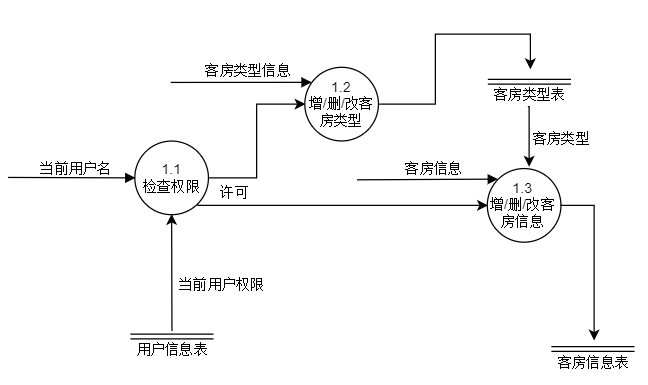 客房类型信息
1.2
增/删/改客
房类型
客房类型表
当前用户名
1.1
检查权限
许可
客房信息
客房类型
1.3
增/删/改客
房信息
当前用户权限
用户信息表
客房信息表